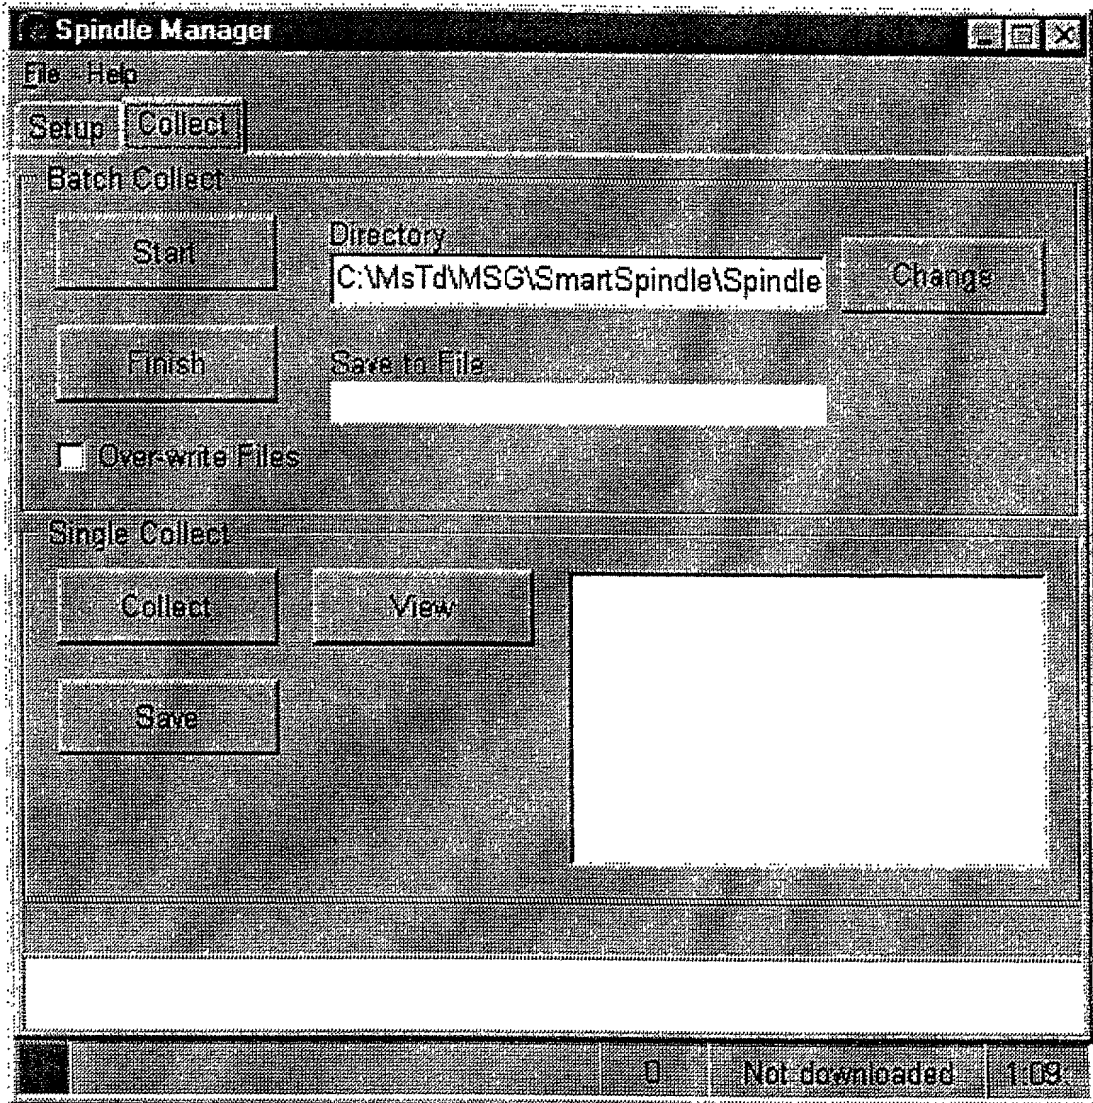 Spindle Manager
File Help
Setup Collect
Batch Collect
Start
Directory
C:\MsTd\MSG\SmartSpindle\Spindle
Change
Finish
Save to File
Over-write Files
Single Collect
Collect View
Save
0 Not downloaded 1:09: